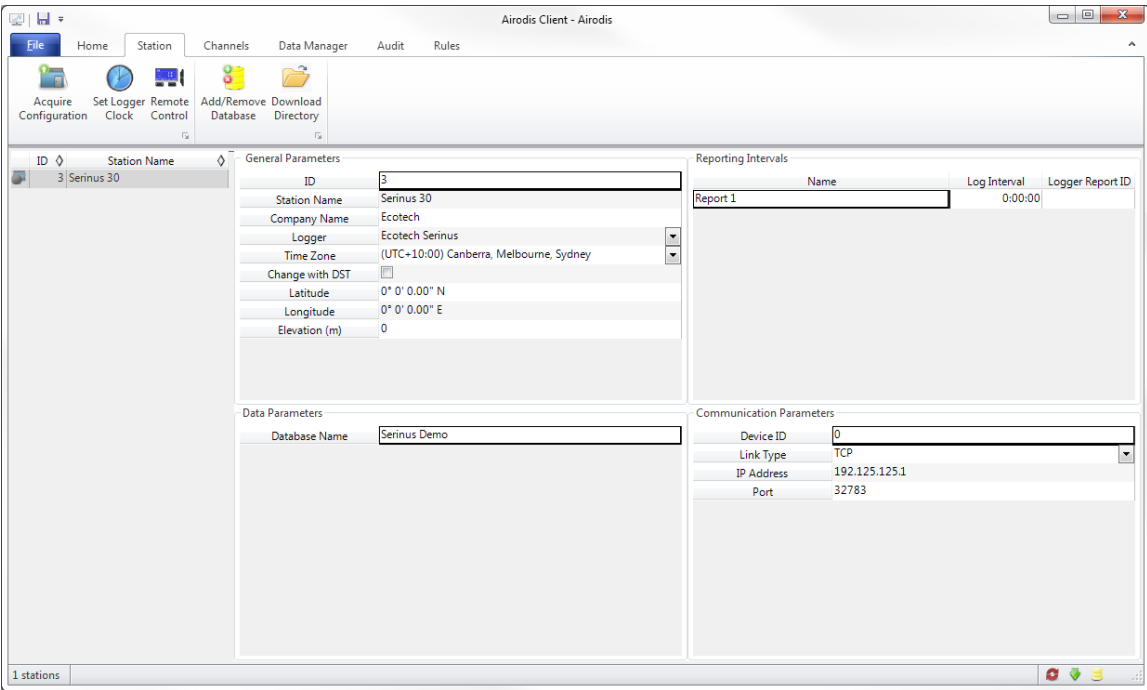 Airodis Client - Airodis
File Home Station Channels Data Manager Audit Rules
Acquire Configuration
Set Logger Clock
Remote Control
Add/Remove Database
Download Directory
ID Station Name
3 Serinus 30
General Parameters
ID 3
Station Name Serinus 30
Company Name Ecotech
Logger Ecotech Serinus
Time Zone (UTC+10:00) Canberra, Melbourne, Sydney
Change with DST
Latitude 0° 0' 0.00" N
Longitude 0° 0' 0.00" E
Elevation (m) 0
Reporting Intervals
Name Log Interval Logger Report ID
Report 1 0:00:00
Data Parameters
Database Name Serinus Demo
Communication Parameters
Device ID 0
Link Type TCP
IP Address 192.125.125.1
Port 32783
1 stations